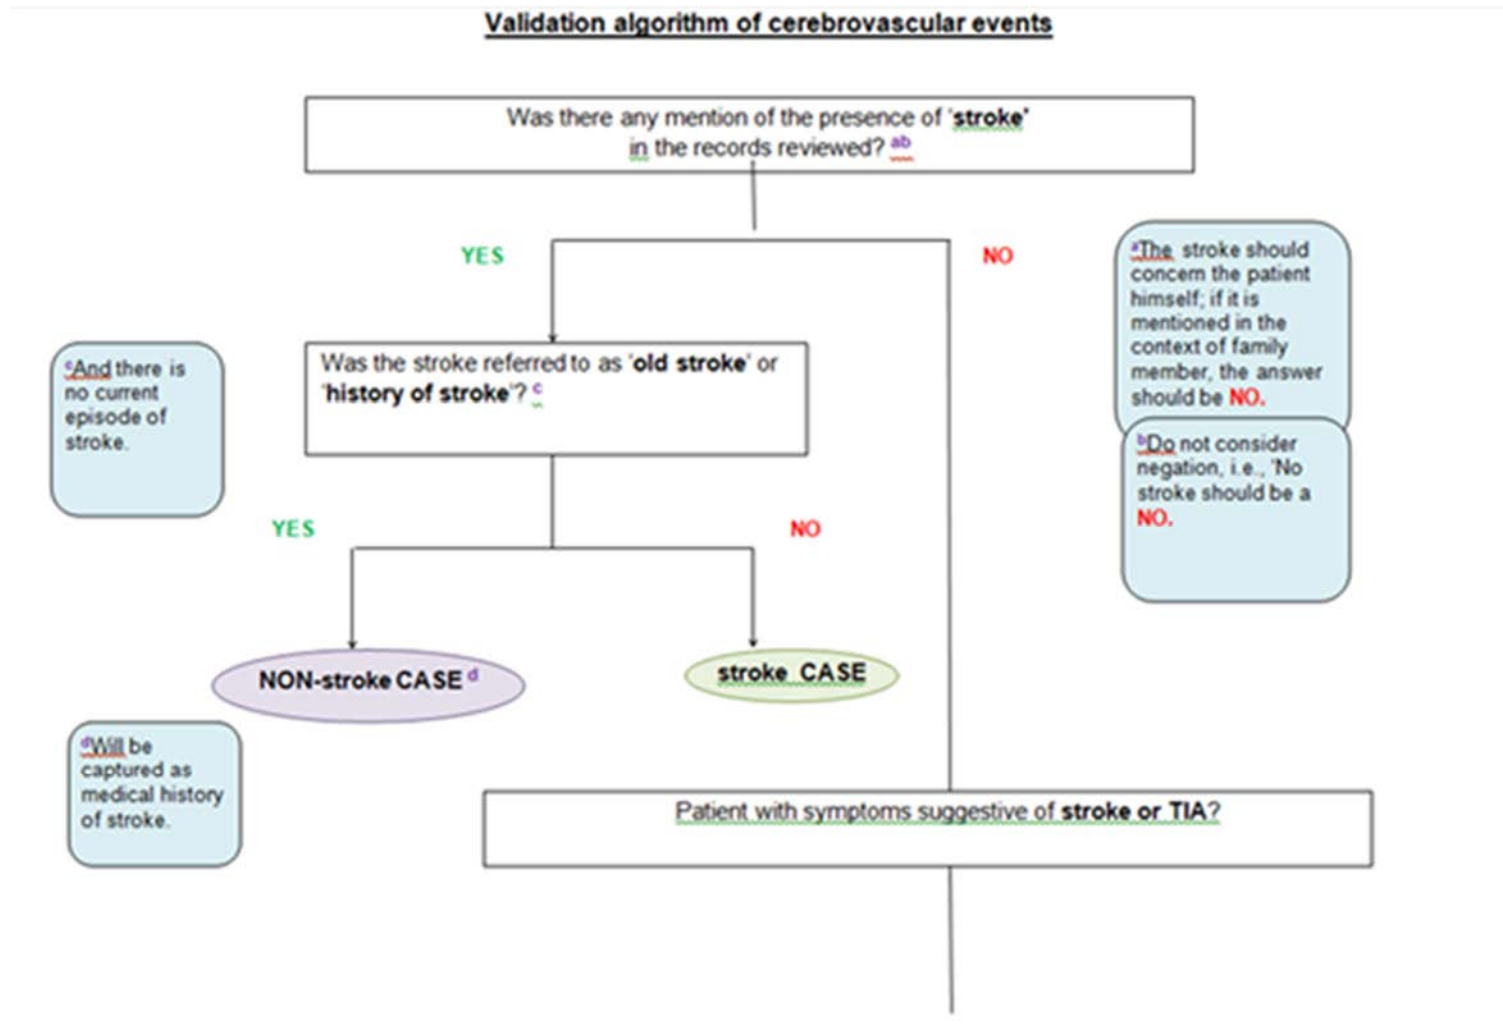 Validation algorithm of cerebrovascular events
Was there any mention of the presence of 'stroke'
in the records reviewed? ab
YES
NO
aThe stroke should
concern the patient
himself; if it is
mentioned in the
context of family
member, the answer
should be NO.
cAnd there is
no current
episode of
stroke.
Was the stroke referred to as 'old stroke' or
'history of stroke'? c
bDo not consider
negation, i.e., 'No
stroke should be a
NO.
YES
NO
NON-stroke CASE d
stroke CASE
dWill be
captured as
medical history
of stroke.
Patient with symptoms suggestive of stroke or TIA?